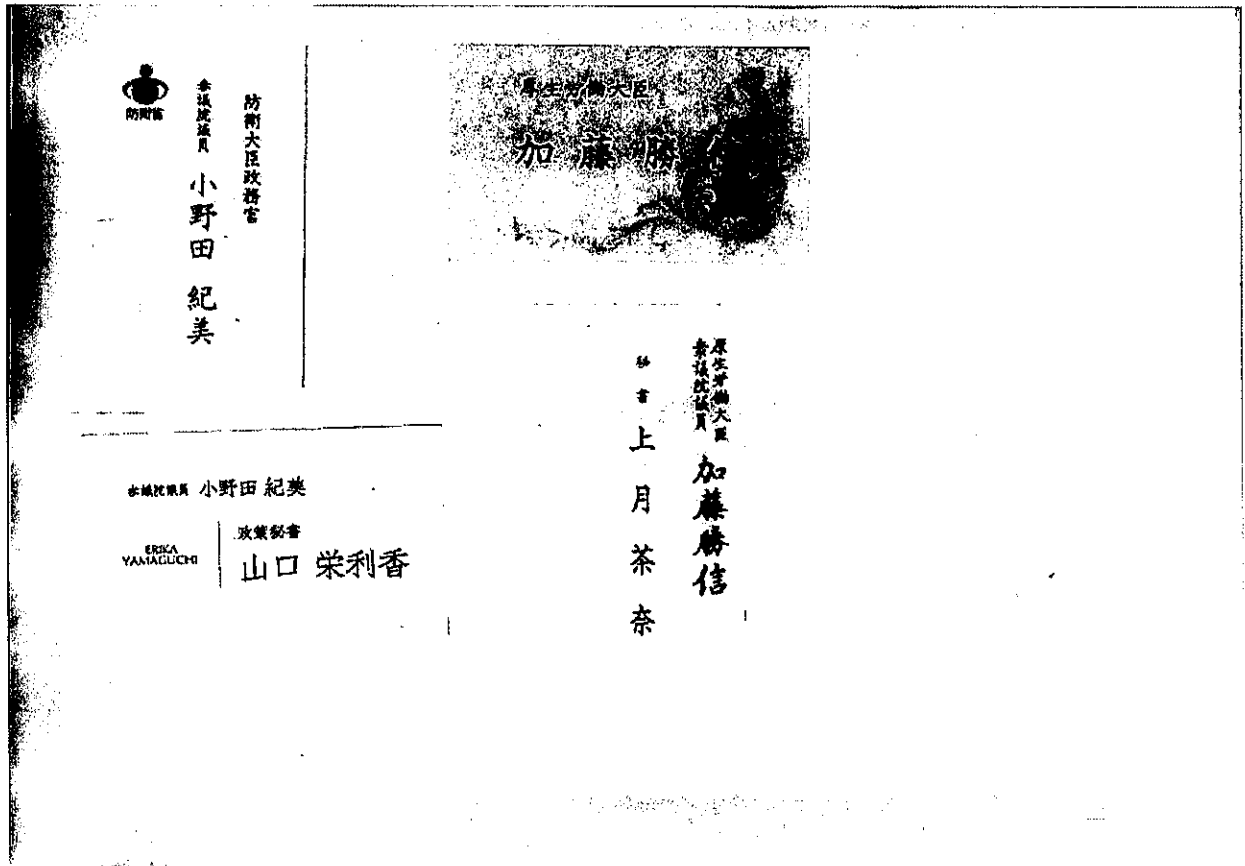 防衛省
防衛大臣政務官
参議院議員 小野田 紀美
厚生労働大臣
加藤勝信
参議院議員 小野田 紀美
ERIKA
YAMAGUCHI
政策秘書
山口 栄利香
厚生労働大臣
衆議院議員 加藤勝信
秘書 上月茶奈